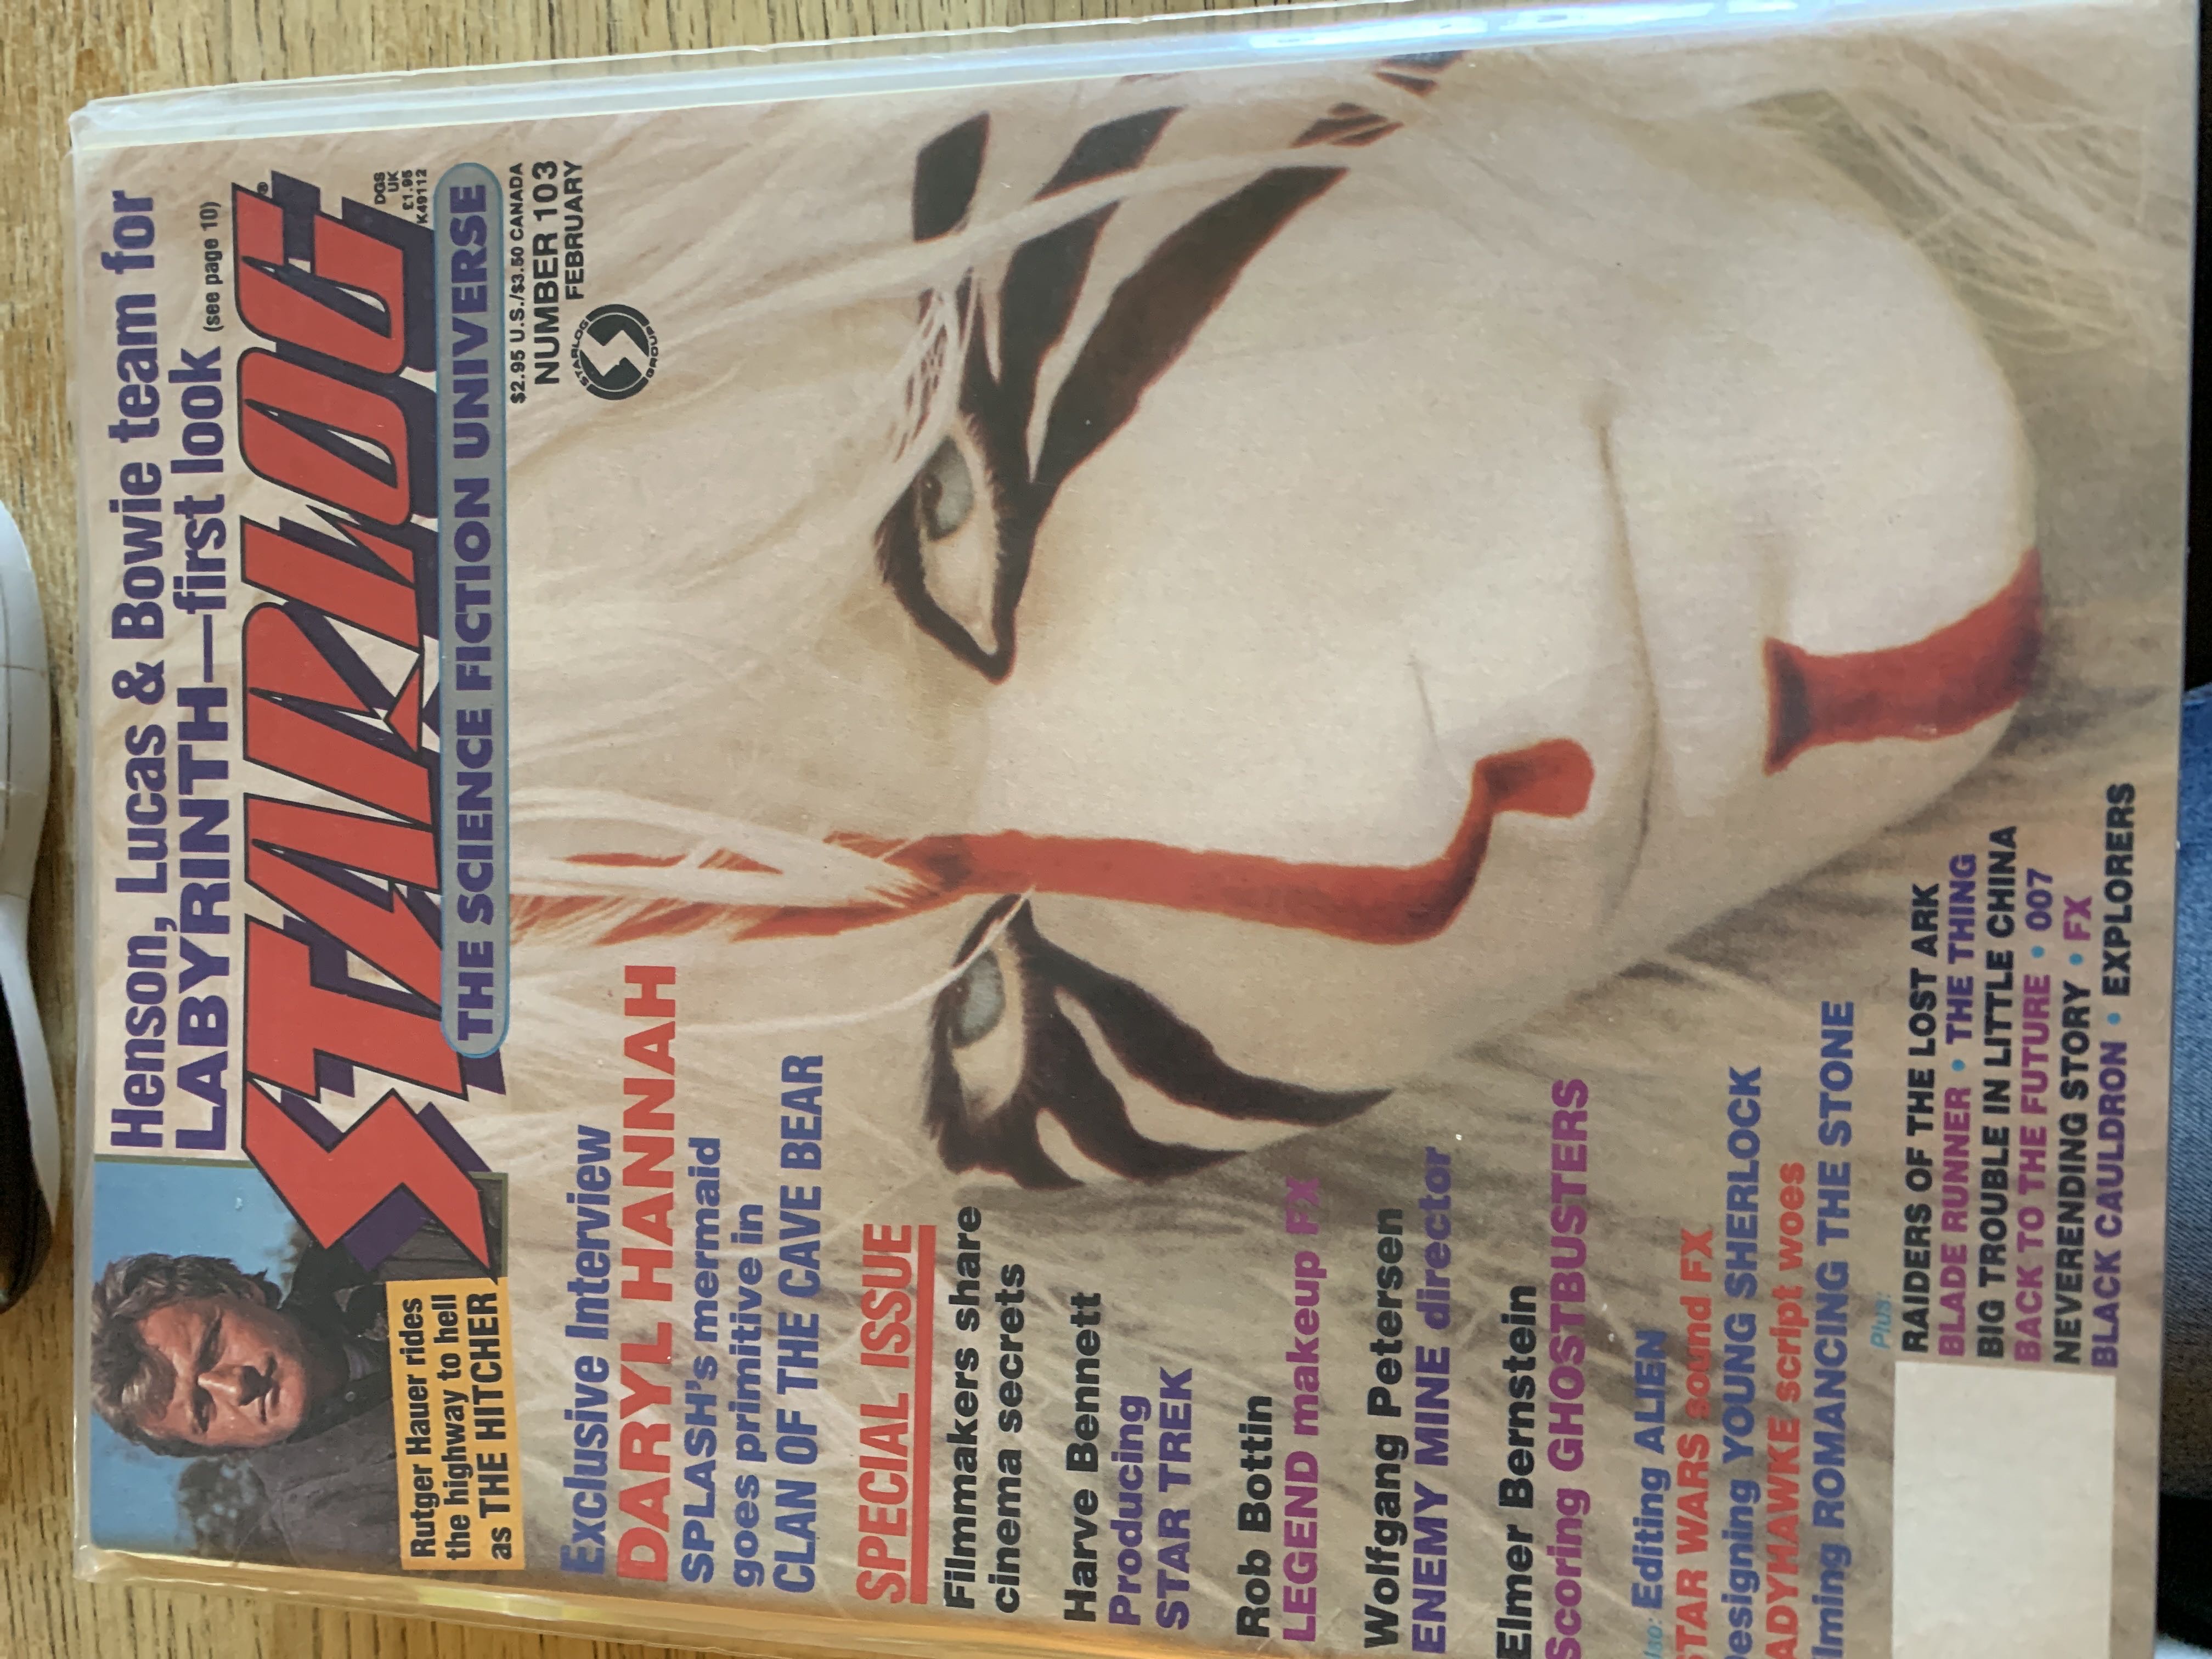 Henson, Lucas & Bowie team for
LABYRINTH—first look (see page 10)
STARLOG®
DGS
UK
£1.95
K49112
THE SCIENCE FICTION UNIVERSE
$2.95 U.S./$3.50 CANADA
NUMBER 103
FEBRUARY
STARLOG
GROUP
Rutger Hauer rides
the highway to hell
as THE HITCHER
Exclusive Interview
DARYL HANNAH
SPLASH's mermaid
goes primitive in
CLAN OF THE CAVE BEAR
SPECIAL ISSUE
Filmmakers share
cinema secrets
Harve Bennett
Producing
STAR TREK
Rob Bottin
LEGEND makeup FX
Wolfgang Petersen
ENEMY MINE director
Elmer Bernstein
Scoring GHOSTBUSTERS
lso: Editing ALIEN
STAR WARS sound FX
esigning YOUNG SHERLOCK
ADYHAWKE script woes
lming ROMANCING THE STONE
Plus:
RAIDERS OF THE LOST ARK
BLADE RUNNER • THE THING
BIG TROUBLE IN LITTLE CHINA
BACK TO THE FUTURE • 007
NEVERENDING STORY • FX
BLACK CAULDRON • EXPLORERS